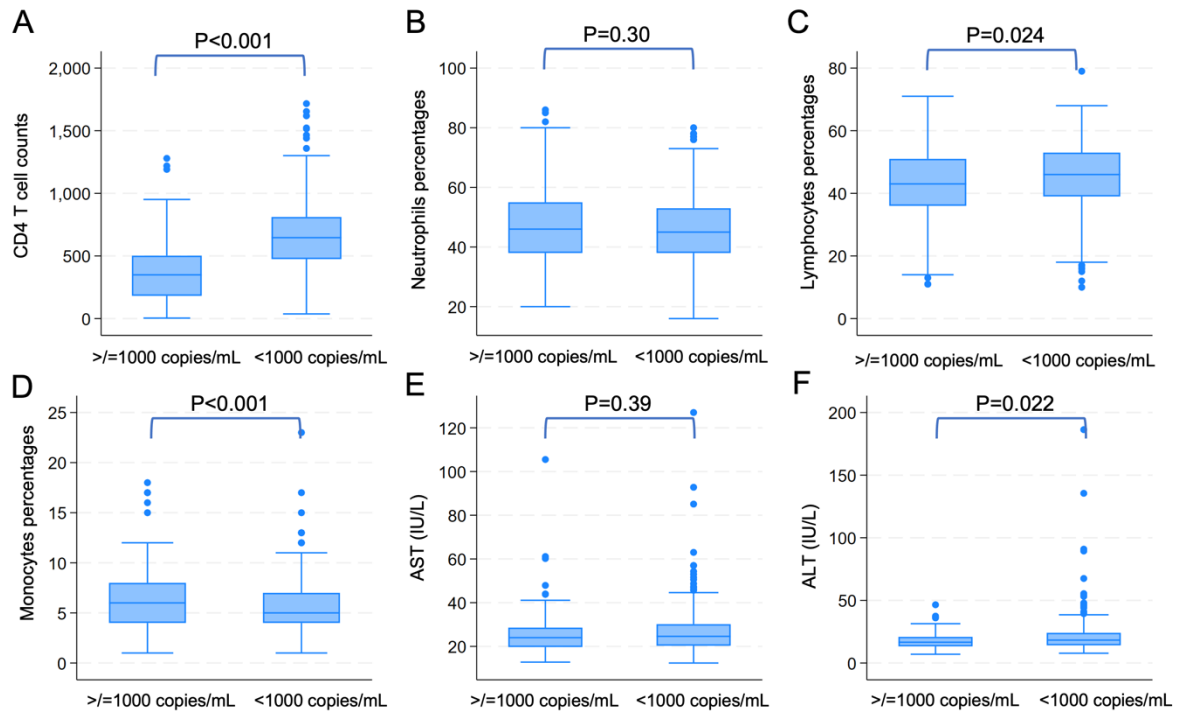 A
P<0.001
CD4 T cell counts
2,000
1,500
1,000
500
0
>/=1000 copies/mL <1000 copies/mL
B
P=0.30
Neutrophils percentages
100
80
60
40
20
>/=1000 copies/mL <1000 copies/mL
C
P=0.024
Lymphocytes percentages
80
60
40
20
0
>/=1000 copies/mL <1000 copies/mL
D
P<0.001
Monocytes percentages
25
20
15
10
5
0
>/=1000 copies/mL <1000 copies/mL
E
P=0.39
AST (IU/L)
120
100
80
60
40
20
>/=1000 copies/mL <1000 copies/mL
F
P=0.022
ALT (IU/L)
200
150
100
50
0
>/=1000 copies/mL <1000 copies/mL